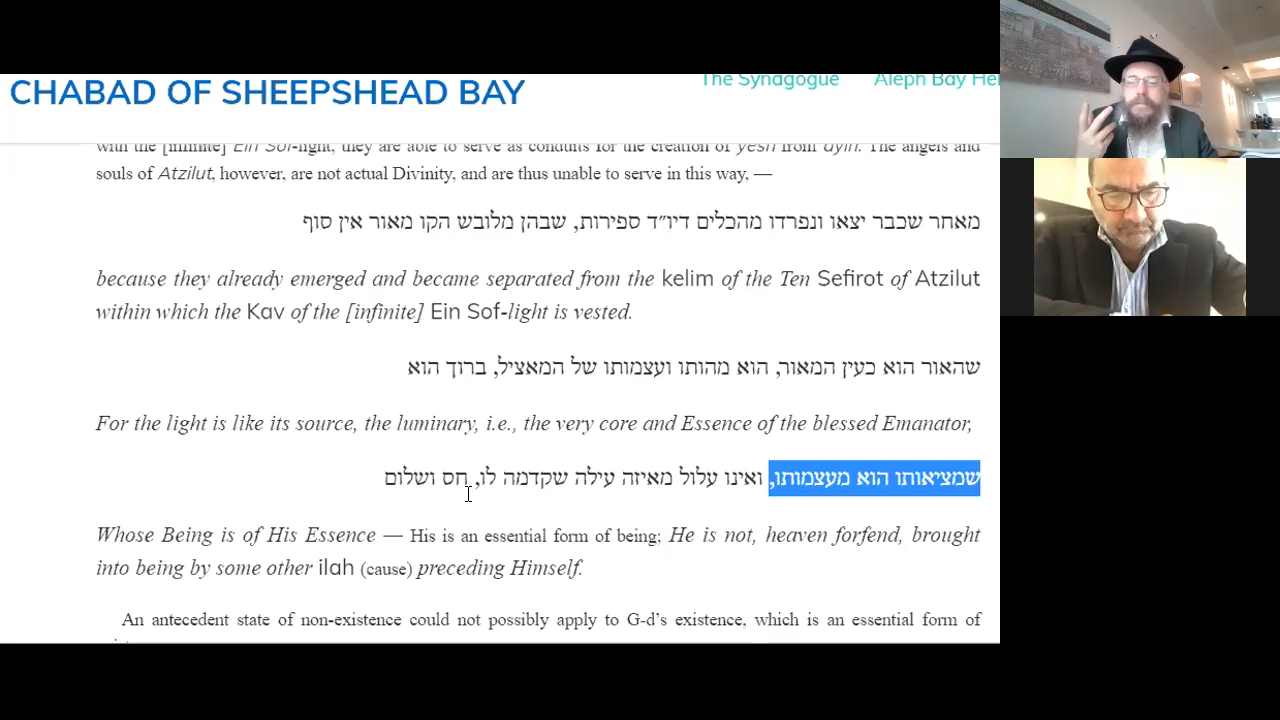 The Synagogue Aleph Bay
CHABAD OF SHEEPSHEAD BAY
with the [infinite] Ein Sof-light, they are able to serve as conduits for the creation of yesh from ayin. The angels and
souls of Atzilut, however, are not actual Divinity, and are thus unable to serve in this way, —
מאחר שכבר יצאו ונפרדו מהכלים דיו״ד ספירות, שבהן מלובש הקו מאור אין סוף
because they already emerged and became separated from the kelim of the Ten Sefirot of Atzilut
within which the Kav of the [infinite] Ein Sof-light is vested.
שהאור הוא כעין המאור, הוא מהותו ועצמותו של המאציל, ברוך הוא
For the light is like its source, the luminary, i.e., the very core and Essence of the blessed Emanator,
שמציאותו הוא מעצמותו, ואינו עלול מאיזה עילה שקדמה לו, חס ושלום
Whose Being is of His Essence — His is an essential form of being; He is not, heaven forfend, brought
into being by some other ilah (cause) preceding Himself.
An antecedent state of non-existence could not possibly apply to G-d’s existence, which is an essential form of